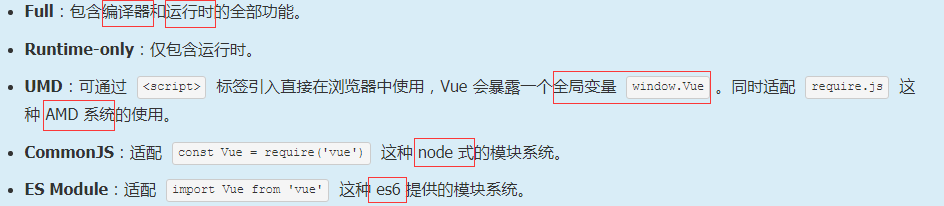 Full：包含编译器和运行时的全部功能。
Runtime-only：仅包含运行时。
UMD：可通过 <script> 标签引入直接在浏览器中使用，Vue 会暴露一个全局变量 window.Vue 。同时适配 require.js 这
种 AMD 系统的使用。
CommonJS：适配 const Vue = require('vue') 这种 node 式的模块系统。
ES Module：适配 import Vue from 'vue' 这种 es6 提供的模块系统。